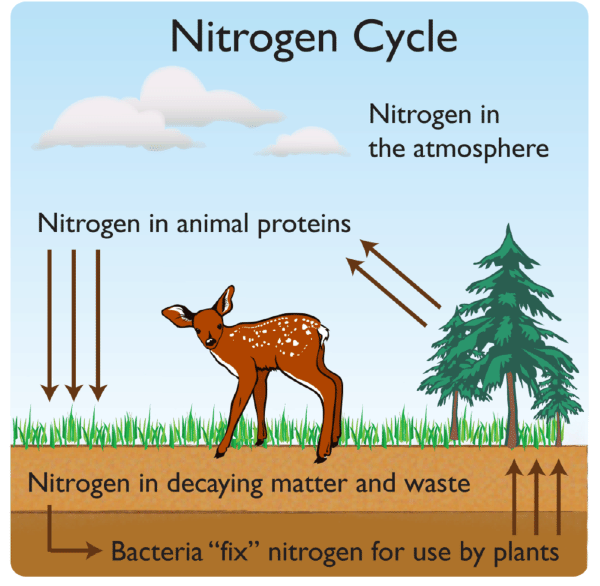 Nitrogen Cycle
Nitrogen in
the atmosphere
Nitrogen in animal proteins
Nitrogen in decaying matter and waste
Bacteria “fix” nitrogen for use by plants